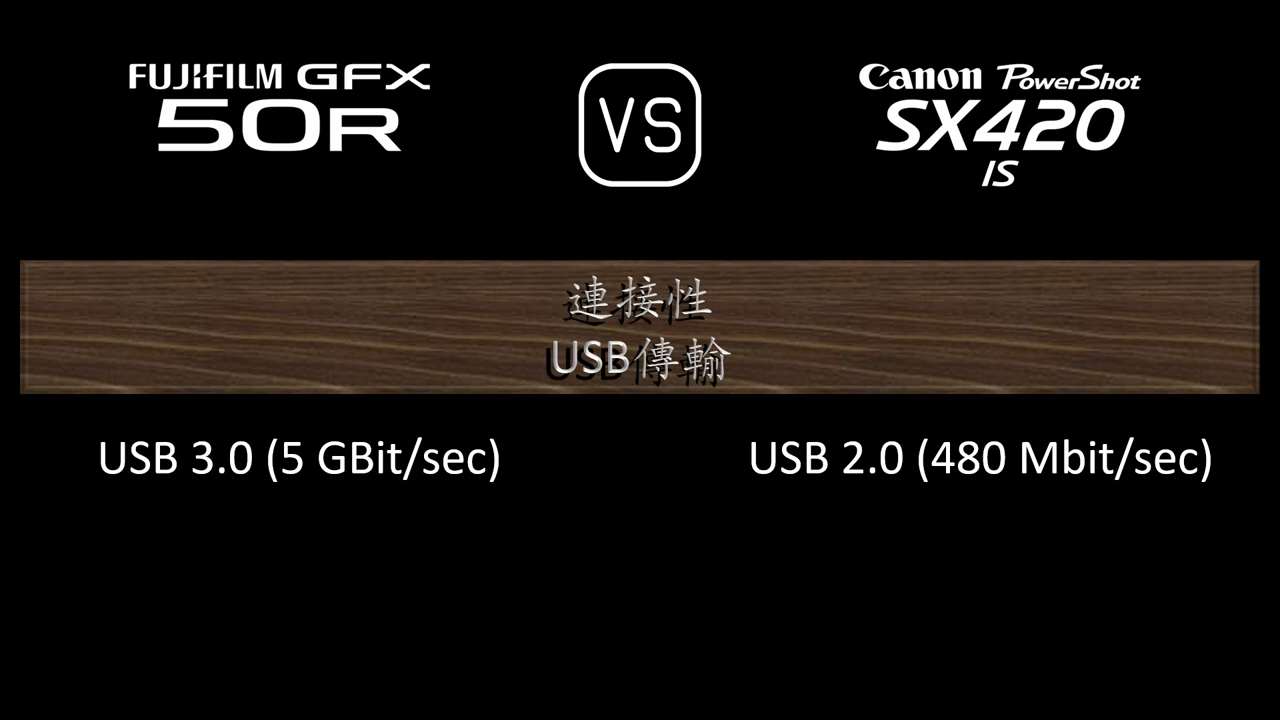 FUJIFILM GFX
50R
VS
Canon PowerShot
SX420
IS
連接性
USB傳輸
USB 3.0 (5 GBit/sec)
USB 2.0 (480 Mbit/sec)